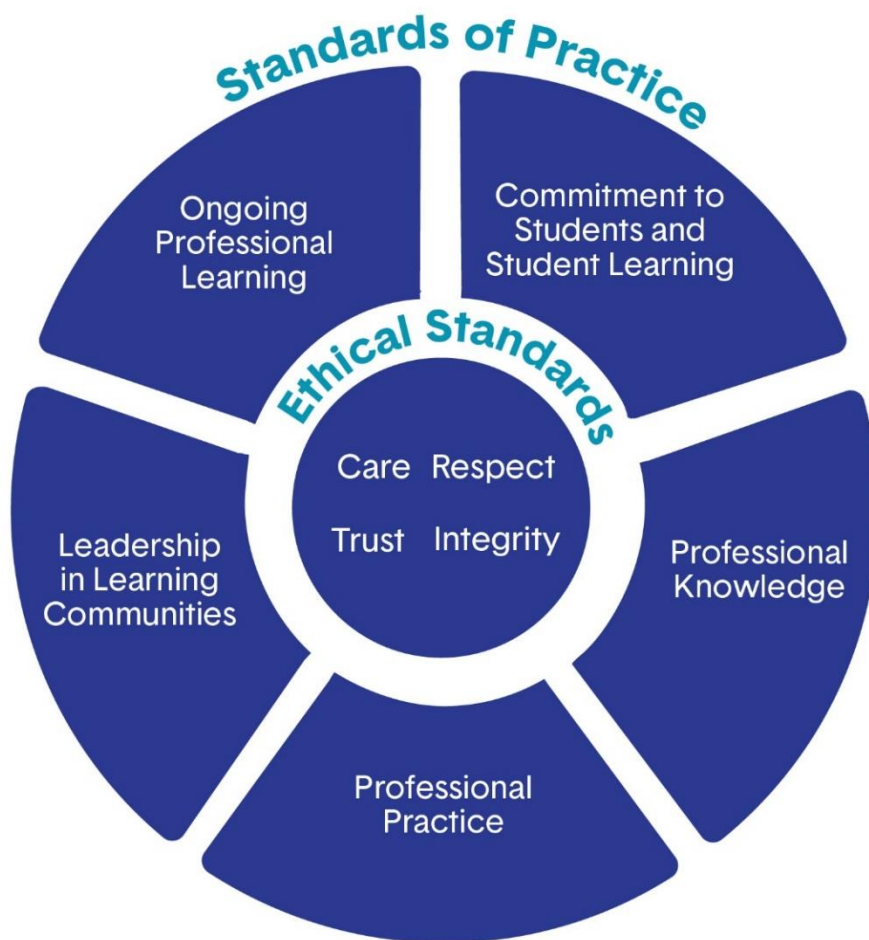 Standards of Practice
Ongoing
Professional
Learning
Commitment to
Students and
Student Learning
Ethical Standards
Care Respect
Trust Integrity
Leadership
in Learning
Communities
Professional
Knowledge
Professional
Practice